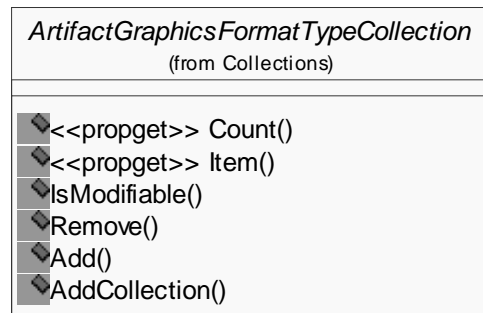 ArtifactGraphicsFormatTypeCollection
(from Collections)
<<propget>> Count()
<<propget>> Item()
IsModifiable()
Remove()
Add()
AddCollection()